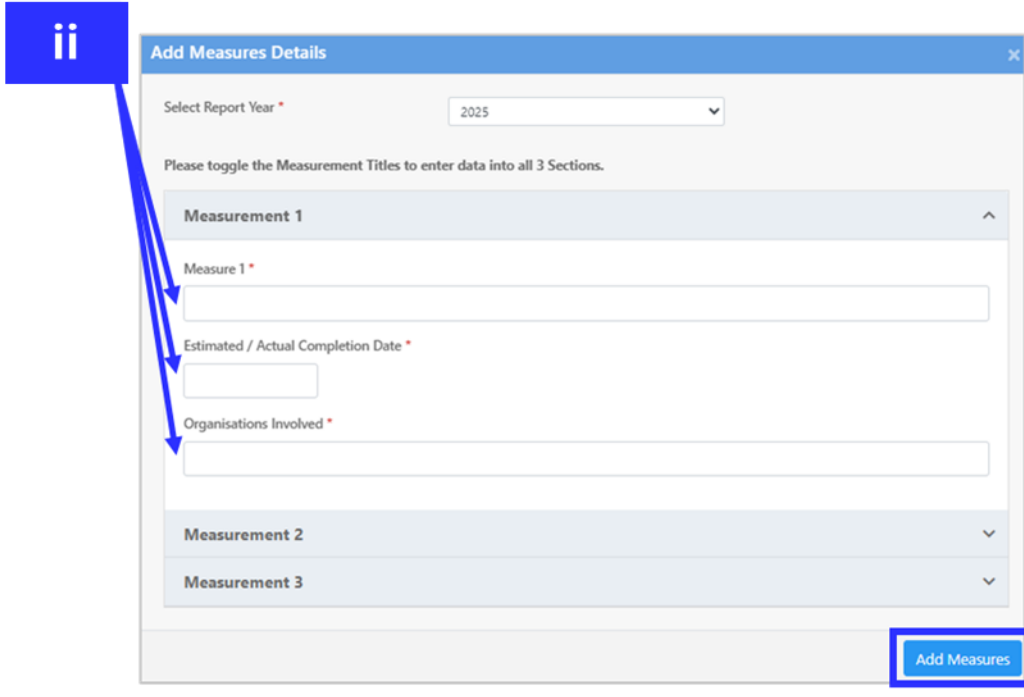 ii
Add Measures Details
×
Select Report Year *
2025
Please toggle the Measurement Titles to enter data into all 3 Sections.
Measurement 1
Measure 1 *
Estimated / Actual Completion Date *
Organisations Involved *
Measurement 2
Measurement 3
Add Measures